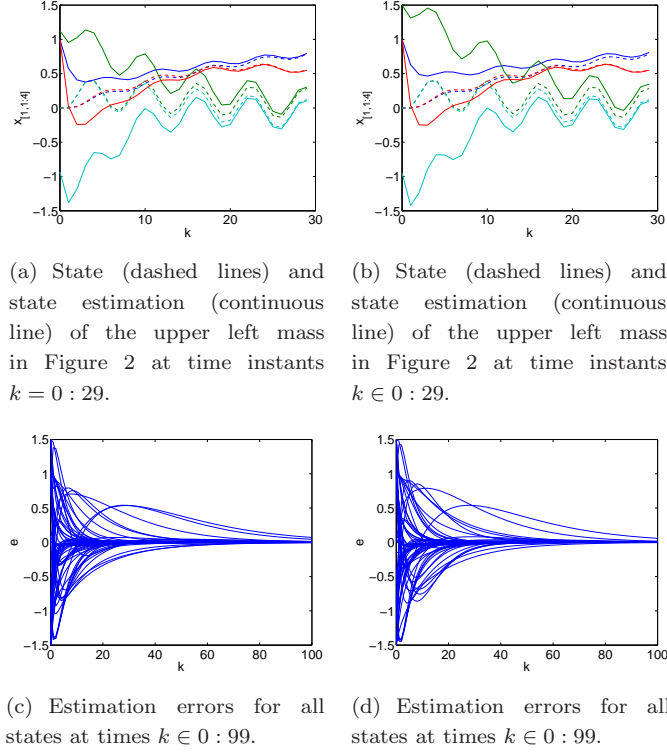 1.5
1
0.5
0
−0.5
−1
−1.5
x[1,1:4]
0 10 20 30
k
1.5
1
0.5
0
−0.5
−1
−1.5
x[1,1:4]
0 10 20 30
k
(a) State (dashed lines) and
state estimation (continuous
line) of the upper left mass
in Figure 2 at time instants
k = 0 : 29.
(b) State (dashed lines) and
state estimation (continuous
line) of the upper left mass
in Figure 2 at time instants
k ∈ 0 : 29.
1.5
1
0.5
0
−0.5
−1
−1.5
e
0 20 40 60 80 100
k
1.5
1
0.5
0
−0.5
−1
−1.5
e
0 20 40 60 80 100
k
(c) Estimation errors for all
states at times k ∈ 0 : 99.
(d) Estimation errors for all
states at times k ∈ 0 : 99.